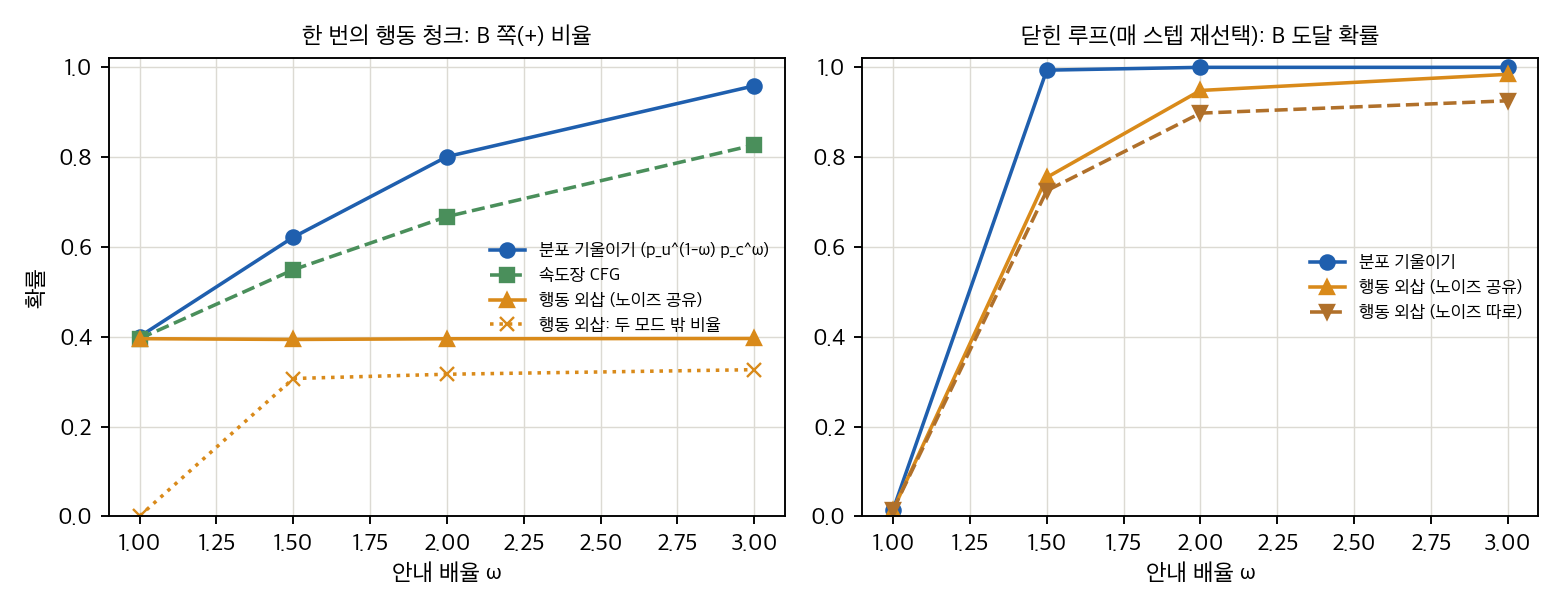 한 번의 행동 청크: B 쪽(+) 비율
확률
1.0
0.8
0.6
0.4
0.2
0.0
분포 기울이기 (p_u^(1-ω) p_c^ω)
속도장 CFG
행동 외삽 (노이즈 공유)
행동 외삽: 두 모드 밖 비율
1.00 1.25 1.50 1.75 2.00 2.25 2.50 2.75 3.00
안내 배율 ω
닫힌 루프(매 스텝 재선택): B 도달 확률
1.0
0.8
0.6
0.4
0.2
0.0
분포 기울이기
행동 외삽 (노이즈 공유)
행동 외삽 (노이즈 따로)
1.00 1.25 1.50 1.75 2.00 2.25 2.50 2.75 3.00
안내 배율 ω